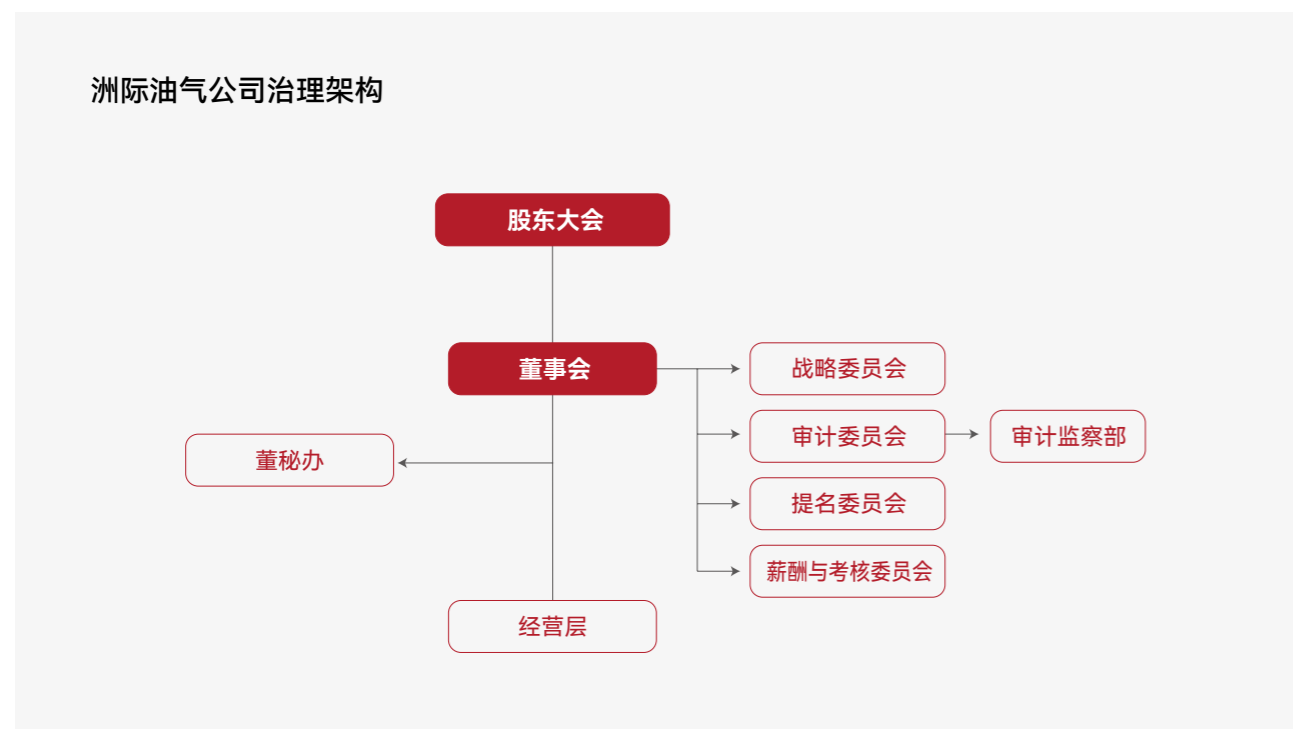 洲际油气公司治理架构
股东大会
董事会
战略委员会
审计委员会
审计监察部
董秘办
提名委员会
薪酬与考核委员会
经营层